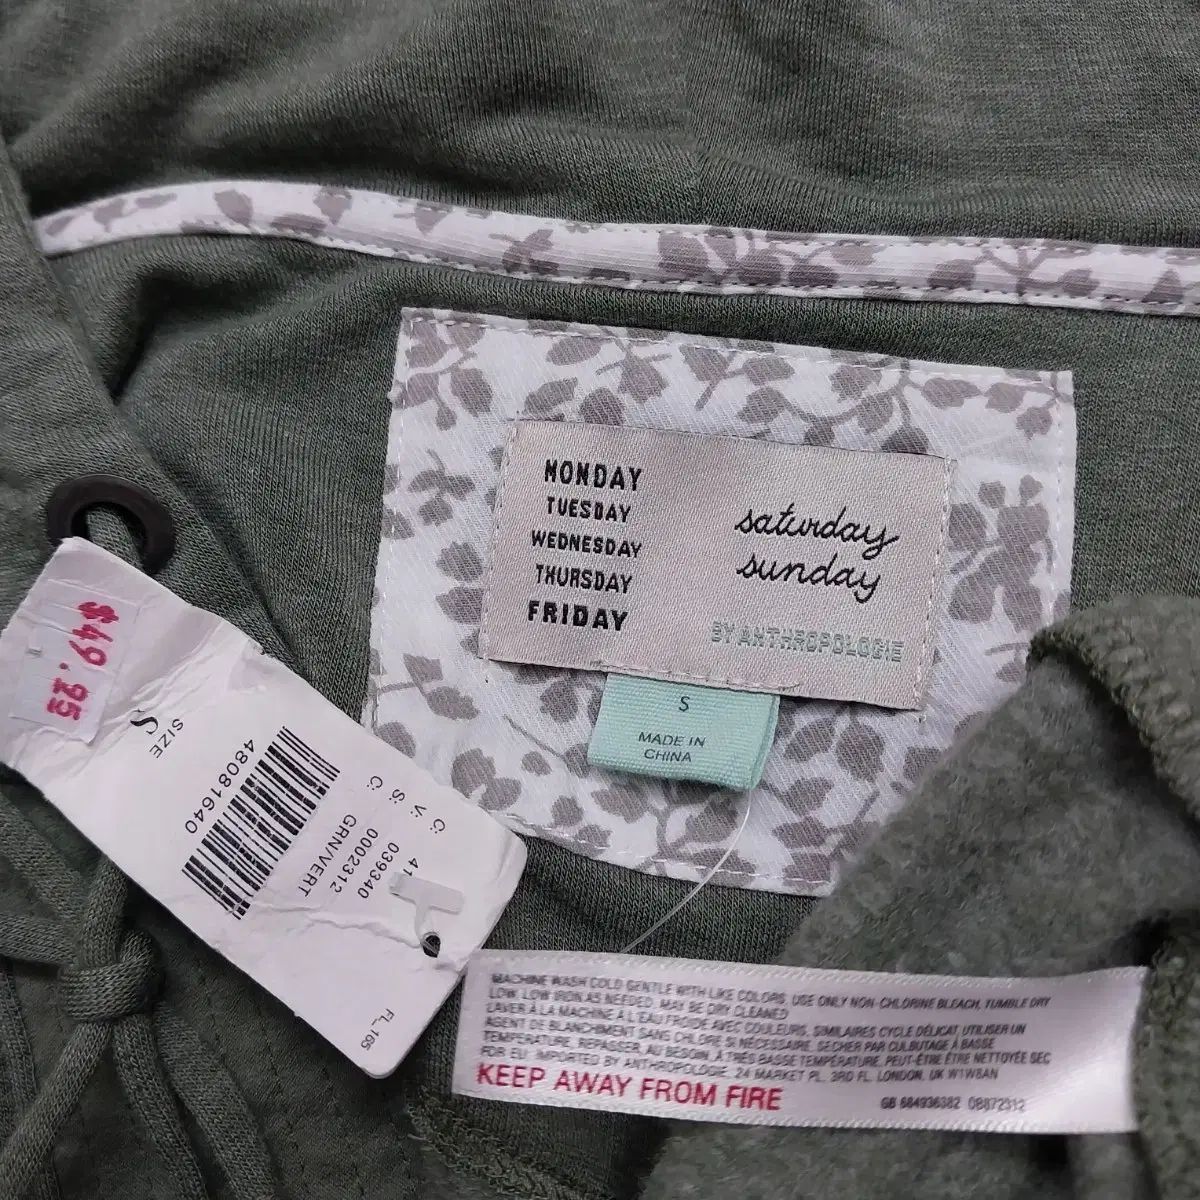 MONDAY
TUESDAY
WEDNESDAY
THURSDAY
FRIDAY
saturday
sunday
BY ANTHROPOLOGIE
S
MADE IN
CHINA
$49.25
S
SIZE
48081640
C: 41
V: 039340
S: 0002312
C: GRN/VERT
FL_165
MACHINE WASH COLD GENTLE WITH LIKE COLORS, USE ONLY NON-CHLORINE BLEACH, TUMBLE DRY
LOW. LOW IRON AS NEEDED. MAY BE DRY CLEANED
LAVER À LA MACHINE À L'EAU FROIDE AVEC COULEURS, SIMILAIRES CYCLE DÉLICAT, UTILISER UN
AGENT DE BLANCHIMENT SANS CHLORE SI NÉCESSAIRE. SECHER PAR CULBUTAGE À BASSE
TEMPÉRATURE. REPASSER, AU BESOIN, À TRÈS BASSE TEMPÉRATURE. PEUT-ÊTRE ÊTRE NETTOYÉE SEC
FOR EU: IMPORTED BY ANTHROPOLOGIE. 24 MARKET PL. 3RD FL. LONDON, UK W1W8AN
KEEP AWAY FROM FIRE
GB 684936382 0B872312